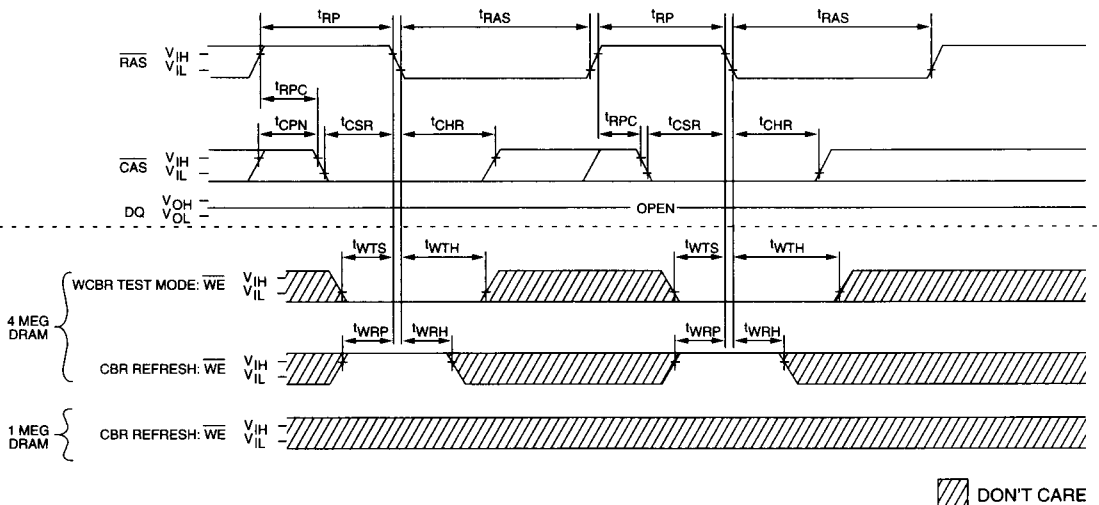 tRP tRAS tRP tRAS
RAS VIH
VIL
tRPC
tCPN tCSR tCHR tRPC tCSR tCHR
CAS VIH
VIL
DQ VOH
VOL
OPEN
tWTS tWTH tWTS tWTH
WCBR TEST MODE: WE VIH
VIL
4 MEG
DRAM
tWRP tWRH tWRP tWRH
CBR REFRESH: WE VIH
VIL
1 MEG
DRAM
CBR REFRESH: WE VIH
VIL
DON'T CARE